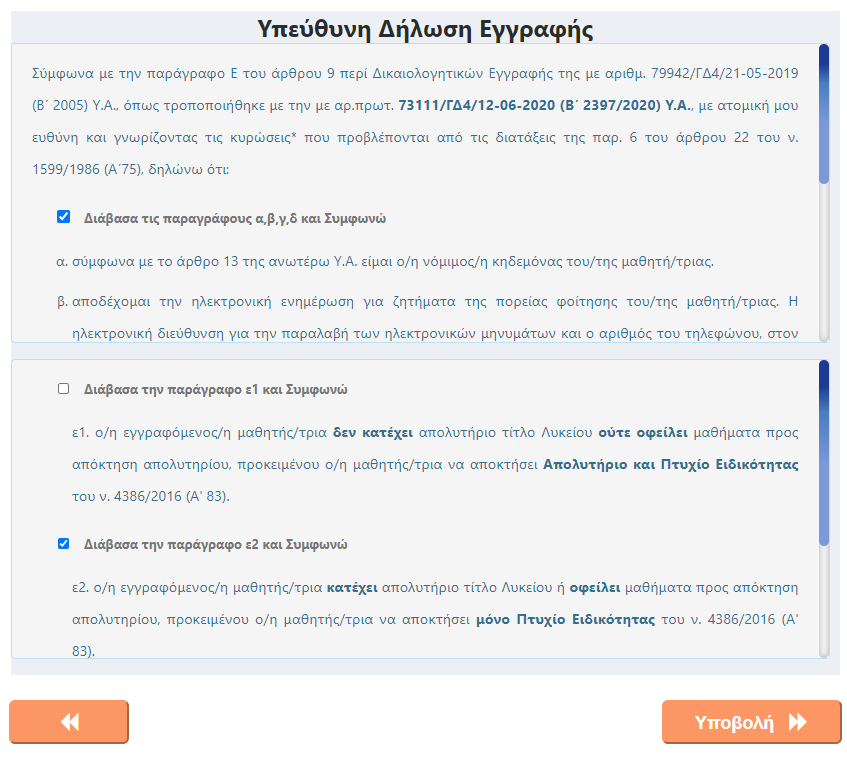 Υπεύθυνη Δήλωση Εγγραφής
Σύμφωνα με την παράγραφο Ε του άρθρου 9 περί Δικαιολογητικών Εγγραφής της με αριθμ. 79942/ΓΔ4/21-05-2019
(Β΄ 2005) Υ.Α., όπως τροποποιήθηκε με την με αρ.πρωτ. 73111/ΓΔ4/12-06-2020 (Β΄ 2397/2020) Υ.Α., με ατομική μου
ευθύνη και γνωρίζοντας τις κυρώσεις* που προβλέπονται από τις διατάξεις της παρ. 6 του άρθρου 22 του ν.
1599/1986 (Α΄75), δηλώνω ότι:
Διάβασα τις παραγράφους α,β,γ,δ και Συμφωνώ
α. σύμφωνα με το άρθρο 13 της ανωτέρω Υ.Α. είμαι ο/η νόμιμος/η κηδεμόνας του/της μαθητή/τριας.
β. αποδέχομαι την ηλεκτρονική ενημέρωση για ζητήματα της πορείας φοίτησης του/της μαθητή/τριας. Η
ηλεκτρονική διεύθυνση για την παραλαβή των ηλεκτρονικών μηνυμάτων και ο αριθμός του τηλεφώνου, στον
Διάβασα την παράγραφο ε1 και Συμφωνώ
ε1. ο/η εγγραφόμενος/η μαθητής/τρια δεν κατέχει απολυτήριο τίτλο Λυκείου ούτε οφείλει μαθήματα προς
απόκτηση απολυτηρίου, προκειμένου ο/η μαθητής/τρια να αποκτήσει Απολυτήριο και Πτυχίο Ειδικότητας
του ν. 4386/2016 (Α' 83).
Διάβασα την παράγραφο ε2 και Συμφωνώ
ε2. ο/η εγγραφόμενος/η μαθητής/τρια κατέχει απολυτήριο τίτλο Λυκείου ή οφείλει μαθήματα προς απόκτηση
απολυτηρίου, προκειμένου ο/η μαθητής/τρια να αποκτήσει μόνο Πτυχίο Ειδικότητας του ν. 4386/2016 (Α'
83).
Υποβολή